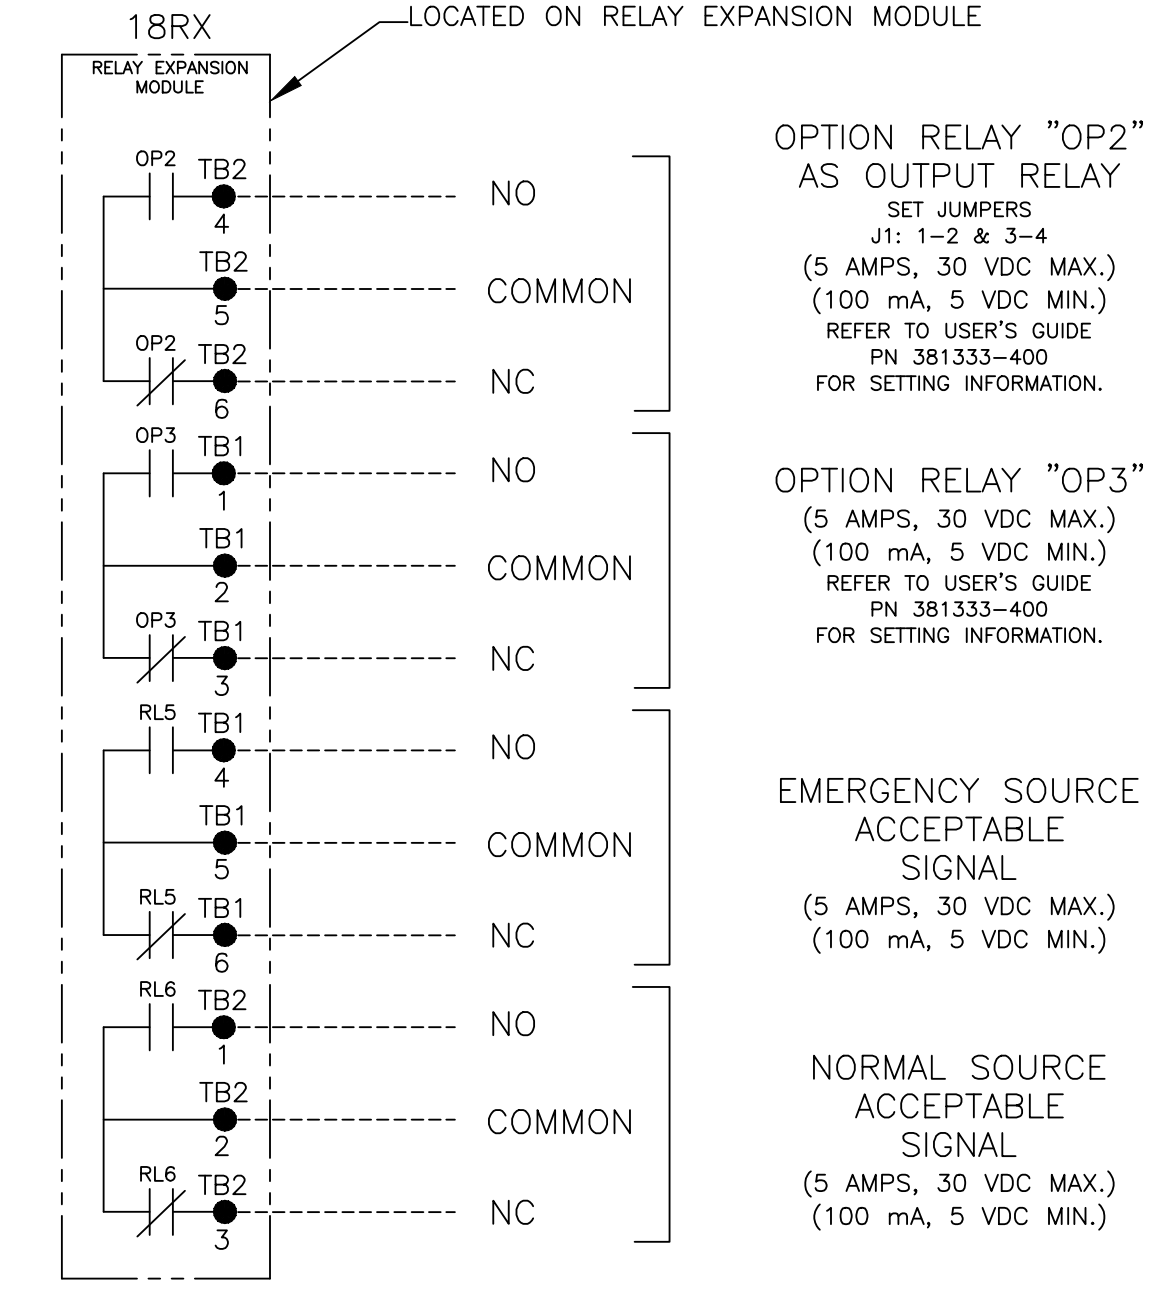 LOCATED ON RELAY EXPANSION MODULE
18RX
RELAY EXPANSION
MODULE
OP2
TB2
4
NO
TB2
5
COMMON
OP2
TB2
6
NC
OPTION RELAY "OP2"
AS OUTPUT RELAY
SET JUMPERS
J1: 1-2 & 3-4
(5 AMPS, 30 VDC MAX.)
(100 mA, 5 VDC MIN.)
REFER TO USER'S GUIDE
PN 381333-400
FOR SETTING INFORMATION.
OP3
TB1
1
NO
TB1
2
COMMON
OP3
TB1
3
NC
OPTION RELAY "OP3"
(5 AMPS, 30 VDC MAX.)
(100 mA, 5 VDC MIN.)
REFER TO USER'S GUIDE
PN 381333-400
FOR SETTING INFORMATION.
RL5
TB1
4
NO
TB1
5
COMMON
RL5
TB1
6
NC
EMERGENCY SOURCE
ACCEPTABLE
SIGNAL
(5 AMPS, 30 VDC MAX.)
(100 mA, 5 VDC MIN.)
RL6
TB2
1
NO
TB2
2
COMMON
RL6
TB2
3
NC
NORMAL SOURCE
ACCEPTABLE
SIGNAL
(5 AMPS, 30 VDC MAX.)
(100 mA, 5 VDC MIN.)